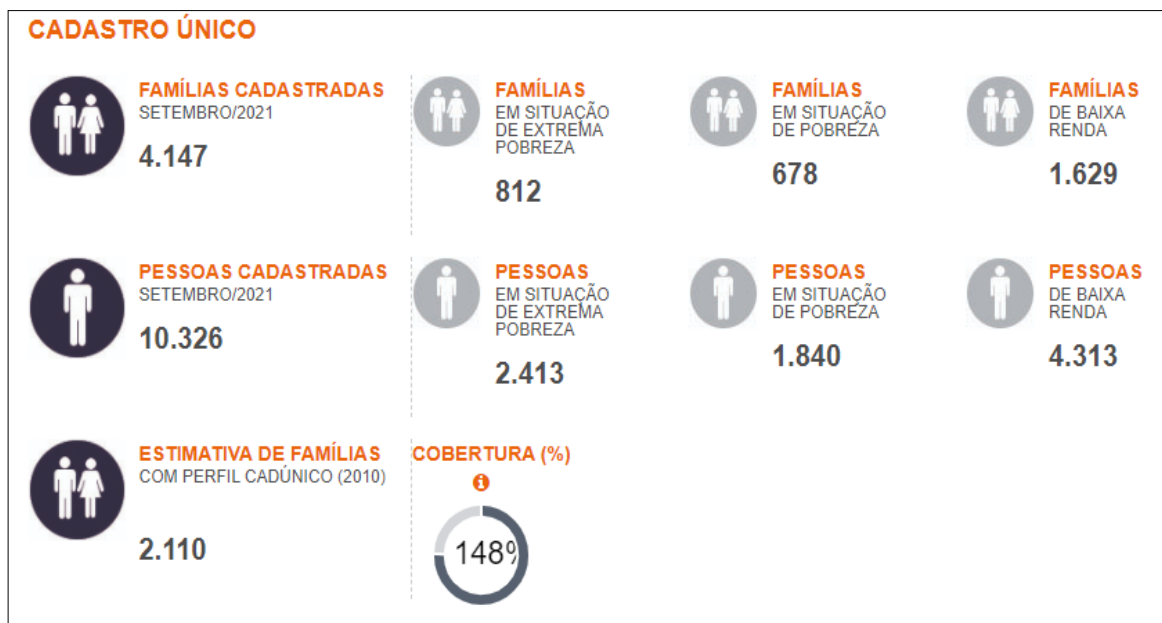 CADASTRO ÚNICO
FAMÍLIAS CADASTRADAS
SETEMBRO/2021
4.147
FAMÍLIAS
EM SITUAÇÃO
DE EXTREMA
POBREZA
812
FAMÍLIAS
EM SITUAÇÃO
DE POBREZA
678
FAMÍLIAS
DE BAIXA
RENDA
1.629
PESSOAS CADASTRADAS
SETEMBRO/2021
10.326
PESSOAS
EM SITUAÇÃO
DE EXTREMA
POBREZA
2.413
PESSOAS
EM SITUAÇÃO
DE POBREZA
1.840
PESSOAS
DE BAIXA
RENDA
4.313
ESTIMATIVA DE FAMÍLIAS
COM PERFIL CADÚNICO (2010)
2.110
COBERTURA (%)
148%